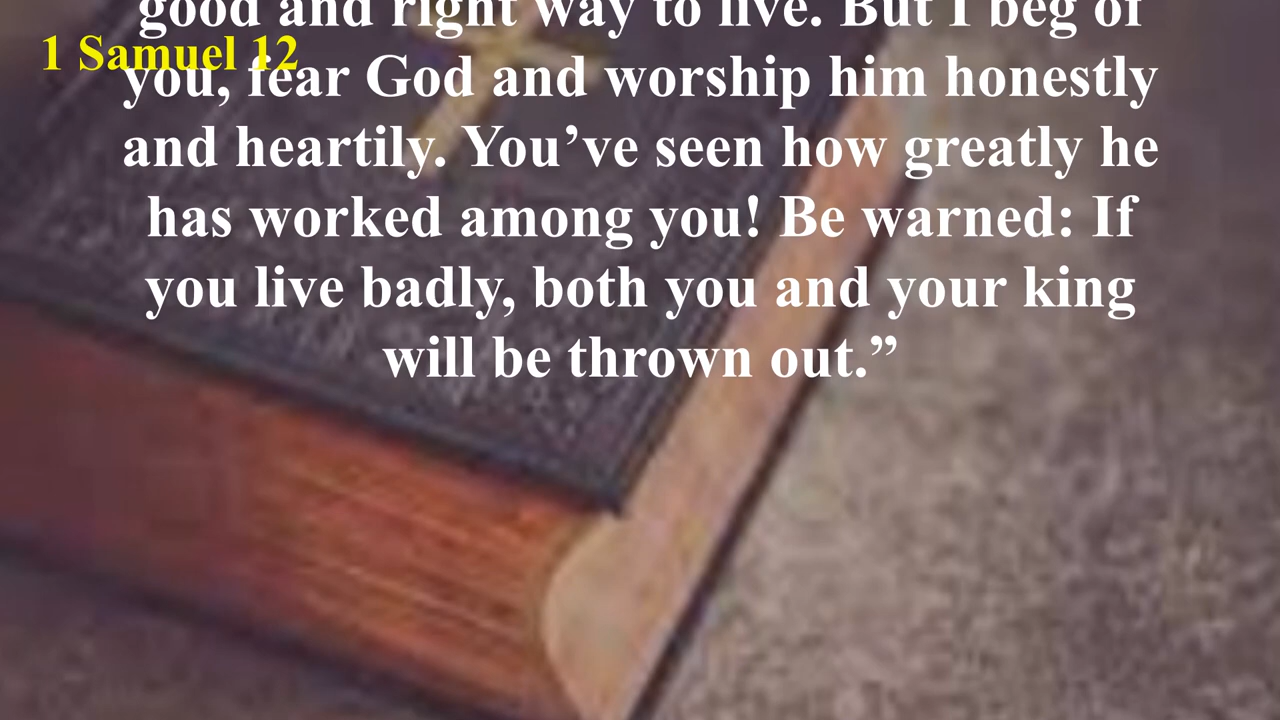 good and right way to live. But I beg of
1 Samuel 12
you, fear God and worship him honestly
and heartily. You’ve seen how greatly he
has worked among you! Be warned: If
you live badly, both you and your king
will be thrown out.”